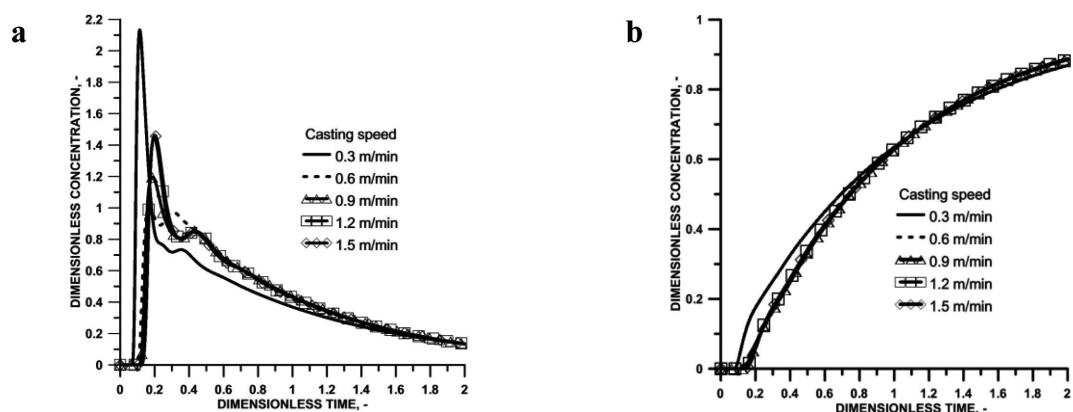 a
DIMENSIONLESS CONCENTRATION, -
2.2
2
1.8
1.6
1.4
1.2
1
0.8
0.6
0.4
0.2
0
Casting speed
0.3 m/min
0.6 m/min
0.9 m/min
1.2 m/min
1.5 m/min
0 0.2 0.4 0.6 0.8 1 1.2 1.4 1.6 1.8 2
DIMENSIONLESS TIME, -
b
DIMENSIONLESS CONCENTRATION, -
1
0.8
0.6
0.4
0.2
0
Casting speed
0.3 m/min
0.6 m/min
0.9 m/min
1.2 m/min
1.5 m/min
0 0.2 0.4 0.6 0.8 1 1.2 1.4 1.6 1.8 2
DIMENSIONLESS TIME, -